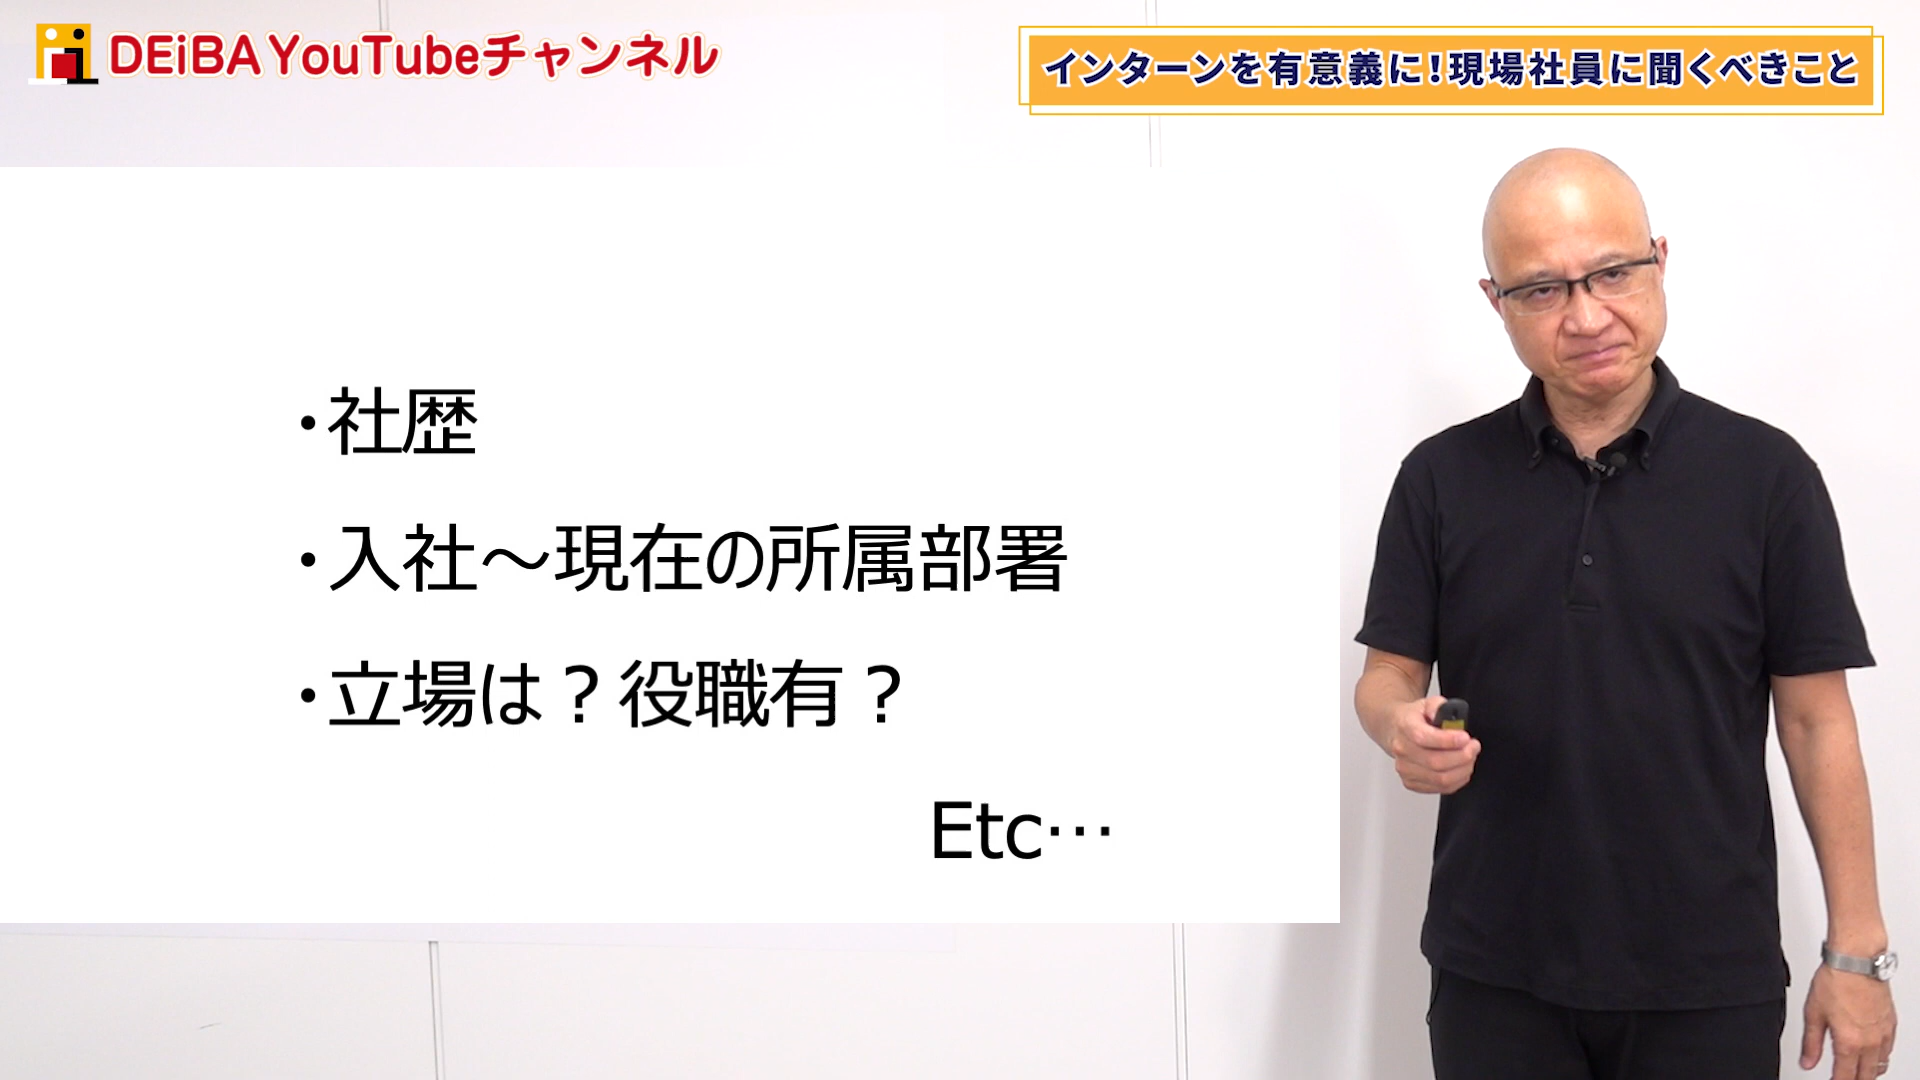 DEiBA YouTubeチャンネル
インターンを有意義に!現場社員に聞くべきこと
・社歴
・入社～現在の所属部署
・立場は？役職有？
Etc…